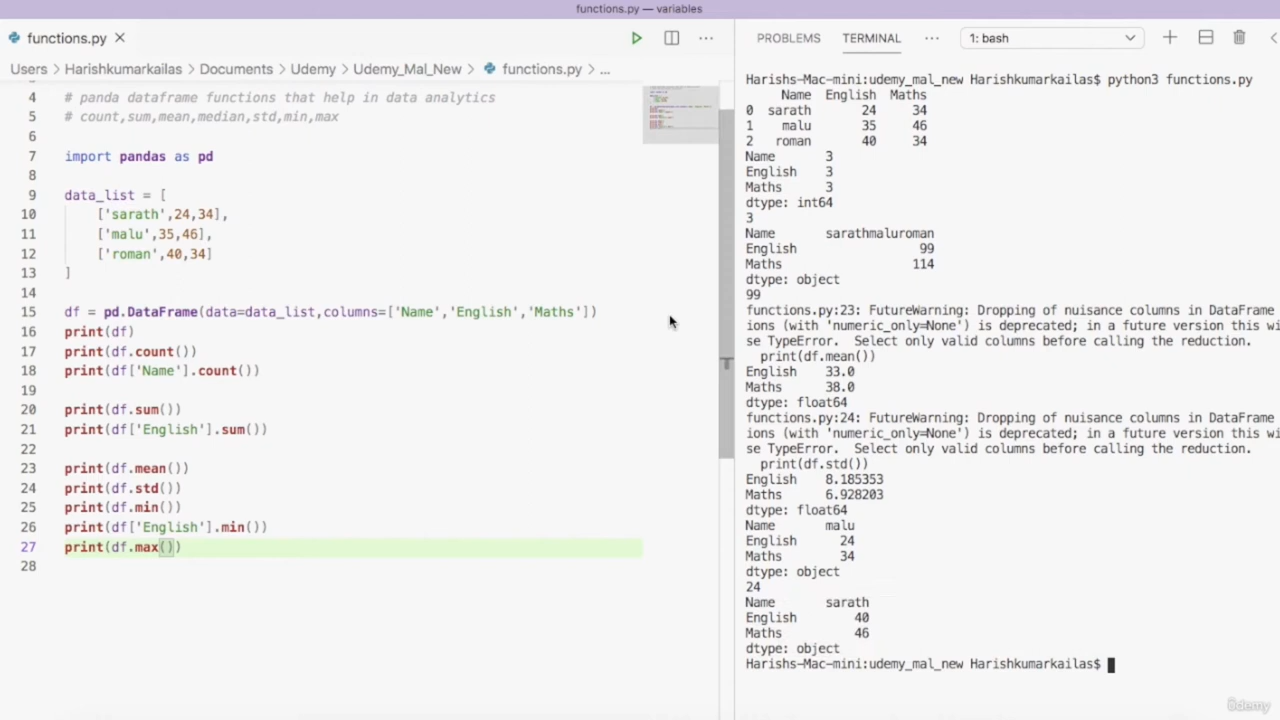 functions.py — variables
functions.py
PROBLEMS TERMINAL ... 1: bash
Users > Harishkumarkailas > Documents > Udemy > Udemy_Mal_New > functions.py > ...
4 # panda dataframe functions that help in data analytics
5 # count,sum,mean,median,std,min,max
6
7 import pandas as pd
8
9 data_list = [
10 ['sarath',24,34],
11 ['malu',35,46],
12 ['roman',40,34]
13 ]
14
15 df = pd.DataFrame(data=data_list,columns=['Name','English','Maths'])
16 print(df)
17 print(df.count())
18 print(df['Name'].count())
19
20 print(df.sum())
21 print(df['English'].sum())
22
23 print(df.mean())
24 print(df.std())
25 print(df.min())
26 print(df['English'].min())
27 print(df.max())
28
Harishs-Mac-mini:udemy_mal_new Harishkumarkailas$ python3 functions.py
Name English Maths
0 sarath 24 34
1 malu 35 46
2 roman 40 34
Name 3
English 3
Maths 3
dtype: int64
3
Name sarathmaluroman
English 99
Maths 114
dtype: object
99
functions.py:23: FutureWarning: Dropping of nuisance columns in DataFrame
ions (with 'numeric_only=None') is deprecated; in a future version this wi
se TypeError. Select only valid columns before calling the reduction.
print(df.mean())
English 33.0
Maths 38.0
dtype: float64
functions.py:24: FutureWarning: Dropping of nuisance columns in DataFrame
ions (with 'numeric_only=None') is deprecated; in a future version this wi
se TypeError. Select only valid columns before calling the reduction.
print(df.std())
English 8.185353
Maths 6.928203
dtype: float64
Name malu
English 24
Maths 34
dtype: object
24
Name sarath
English 40
Maths 46
dtype: object
Harishs-Mac-mini:udemy_mal_new Harishkumarkailas$
Udemy